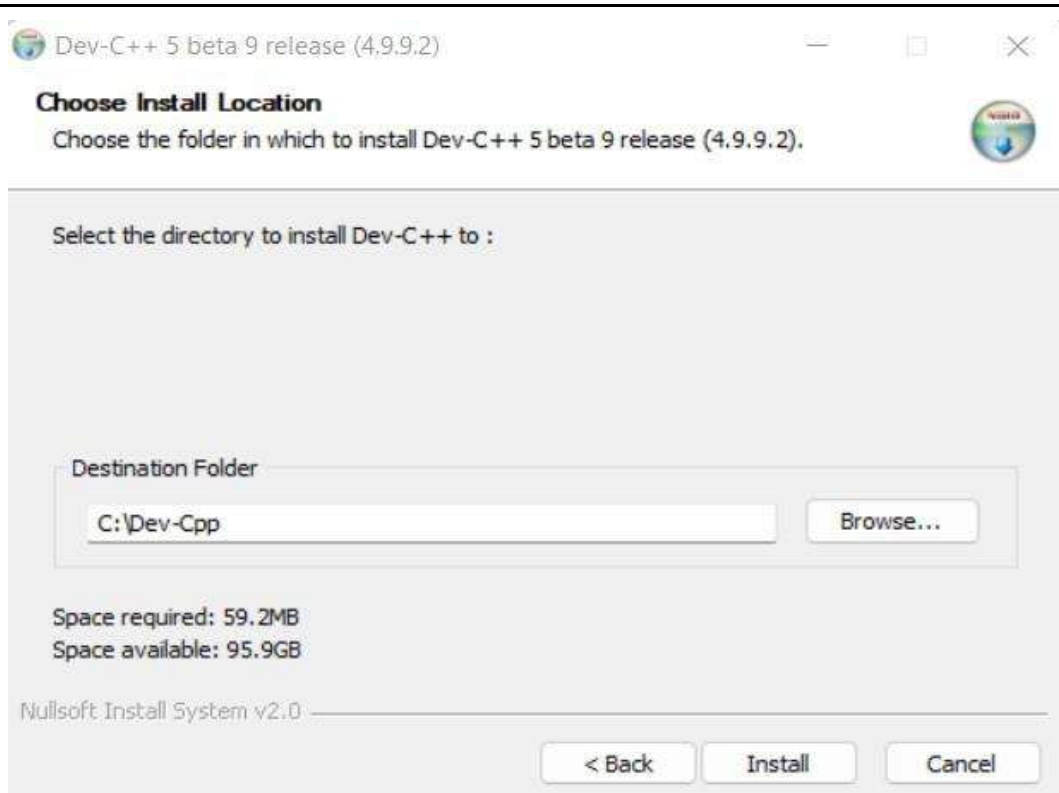 Dev-C++ 5 beta 9 release (4.9.9.2)
Choose Install Location
Choose the folder in which to install Dev-C++ 5 beta 9 release (4.9.9.2).
Select the directory to install Dev-C++ to :
Destination Folder
C:\Dev-Cpp
Browse...
Space required: 59.2MB
Space available: 95.9GB
Nullsoft Install System v2.0
< Back
Install
Cancel